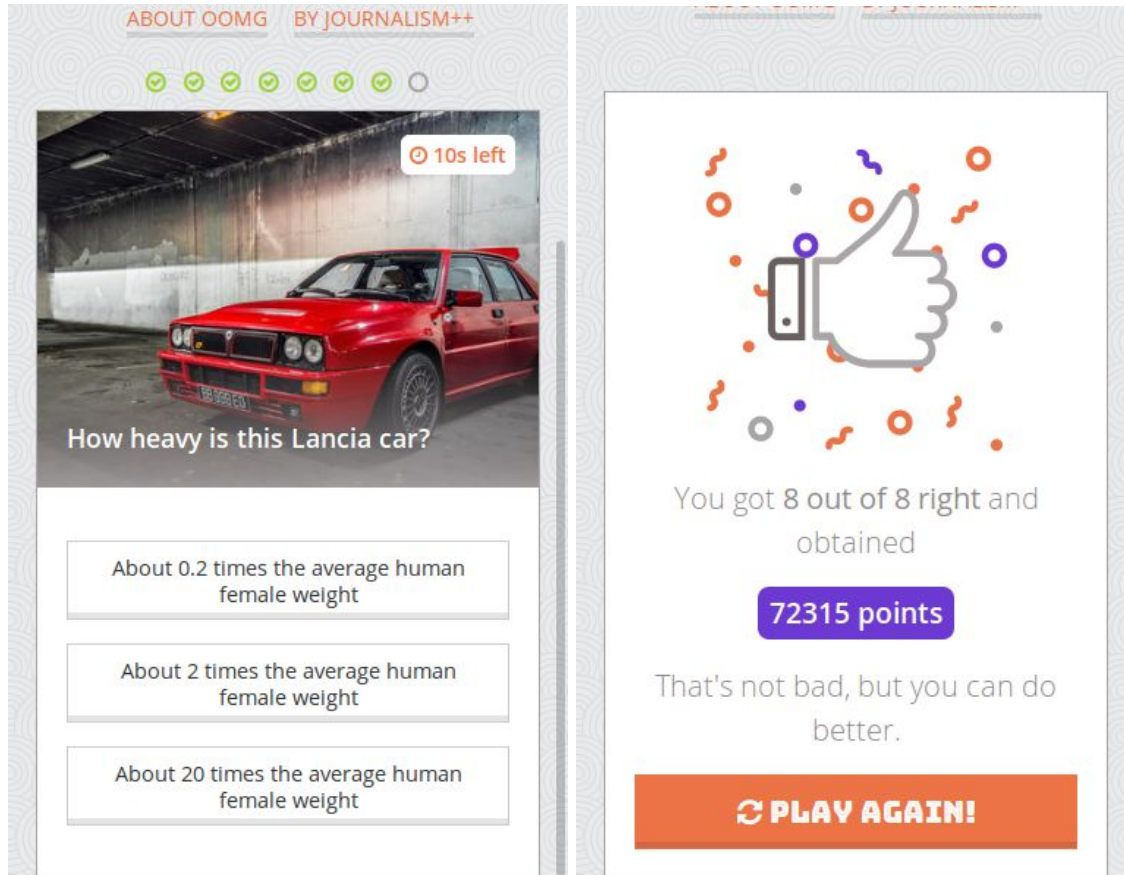 ABOUT OOMG BY JOURNALISM++
10s left
How heavy is this Lancia car?
About 0.2 times the average human
female weight
About 2 times the average human
female weight
About 20 times the average human
female weight
You got 8 out of 8 right and
obtained
72315 points
That's not bad, but you can do
better.
PLAY AGAIN!